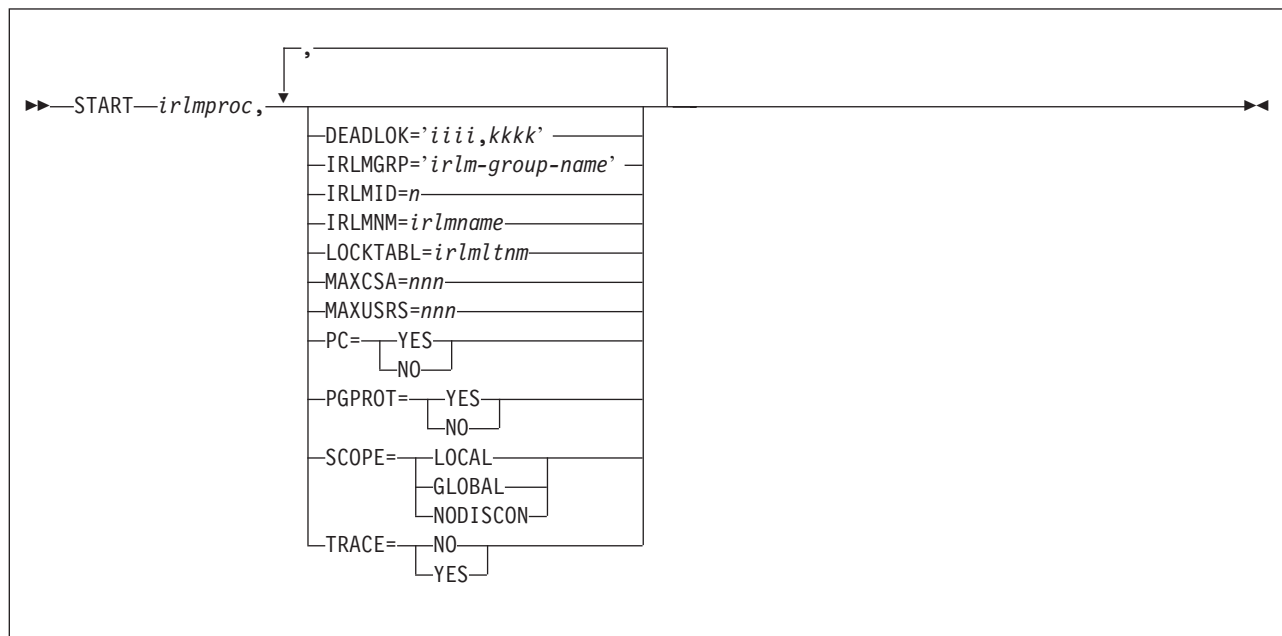 ,
START irlmproc,
DEADLOK='iiii,kkkk'
IRLMGRP='irlm-group-name'
IRLMID=n
IRLMNM=irlmname
LOCKTABL=irlmltnm
MAXCSA=nnn
MAXUSRS=nnn
PC= YES
NO
PGPROT= YES
NO
SCOPE= LOCAL
GLOBAL
NODISCON
TRACE= NO
YES